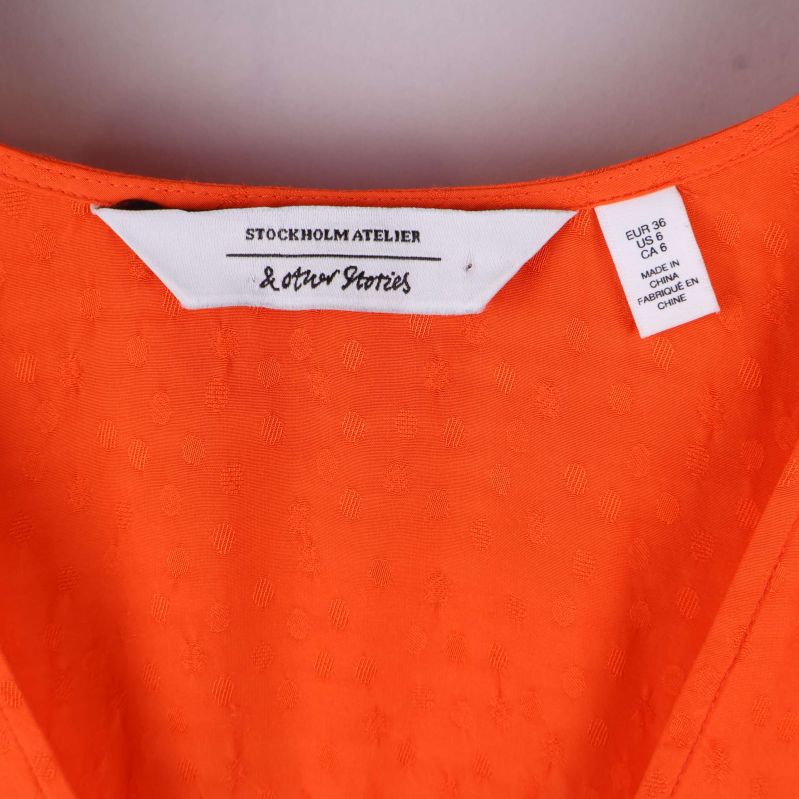 STOCKHOLM ATELIER
& other Stories
EUR 36
US 6
CA 6
MADE IN
CHINA
FABRIQUÉ EN
CHINE